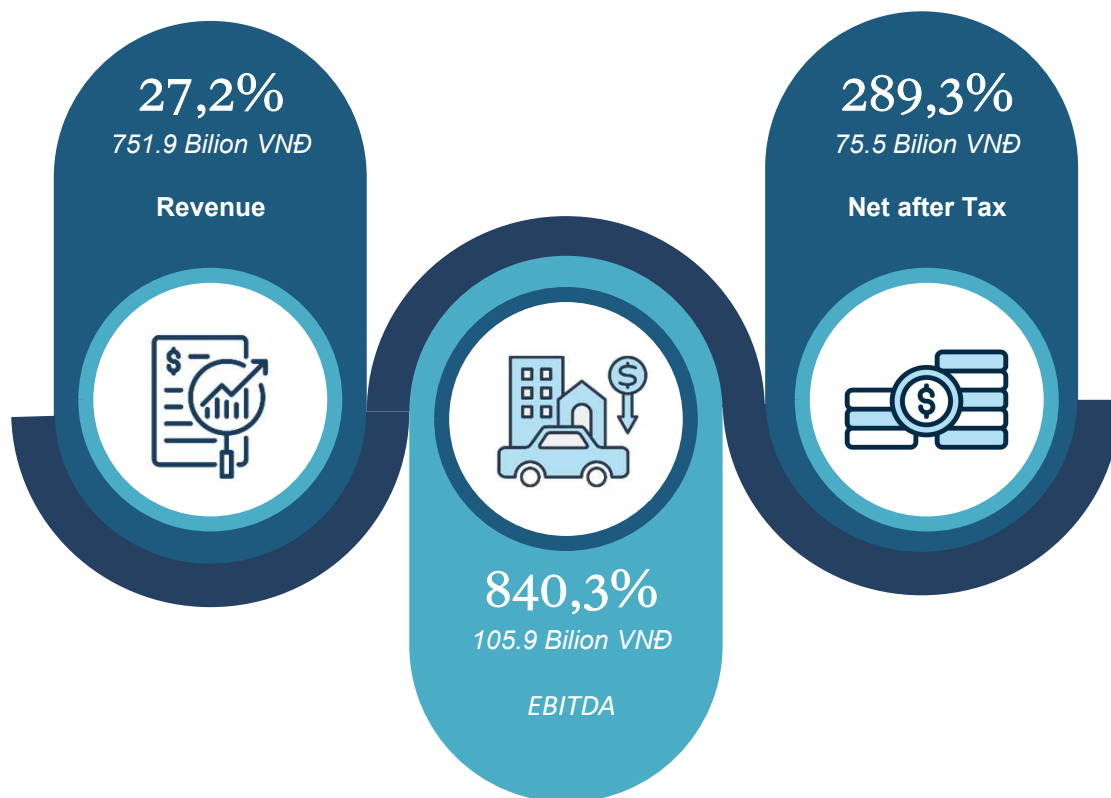 27,2%
751.9 Bilion VNĐ
Revenue
$
840,3%
105.9 Bilion VNĐ
EBITDA
$
289,3%
75.5 Bilion VNĐ
Net after Tax
$